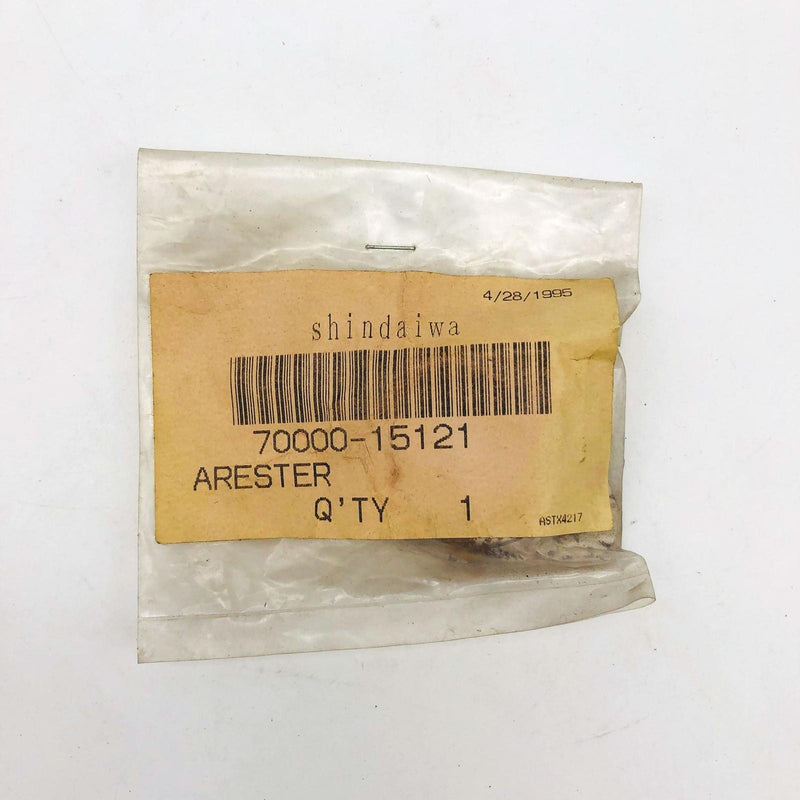 4/28/1995
shindaiwa
70000-15121
ARESTER
Q'TY 1
ASTX4217